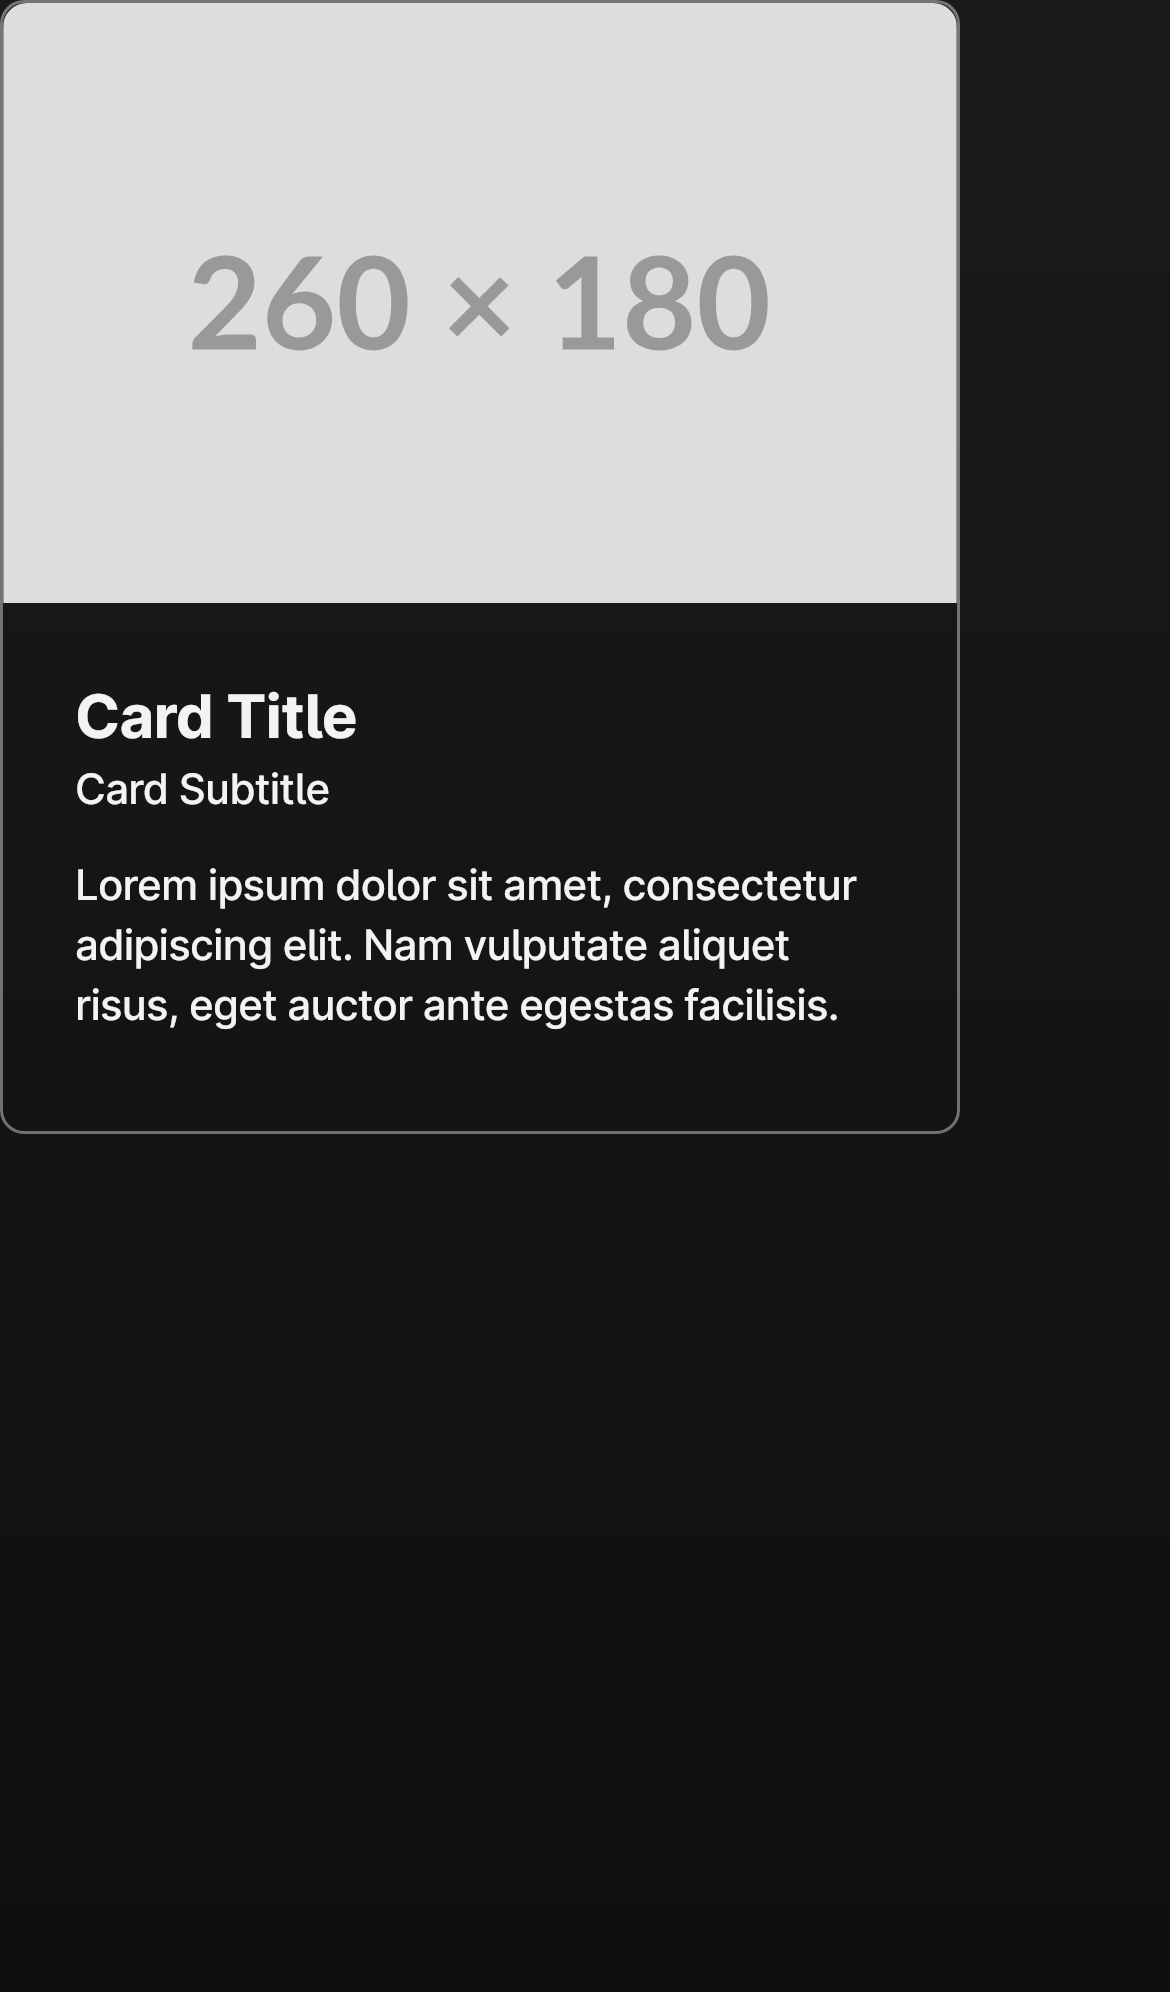 260 × 180
Card Title
Card Subtitle
Lorem ipsum dolor sit amet, consectetur
adipiscing elit. Nam vulputate aliquet
risus, eget auctor ante egestas facilisis.